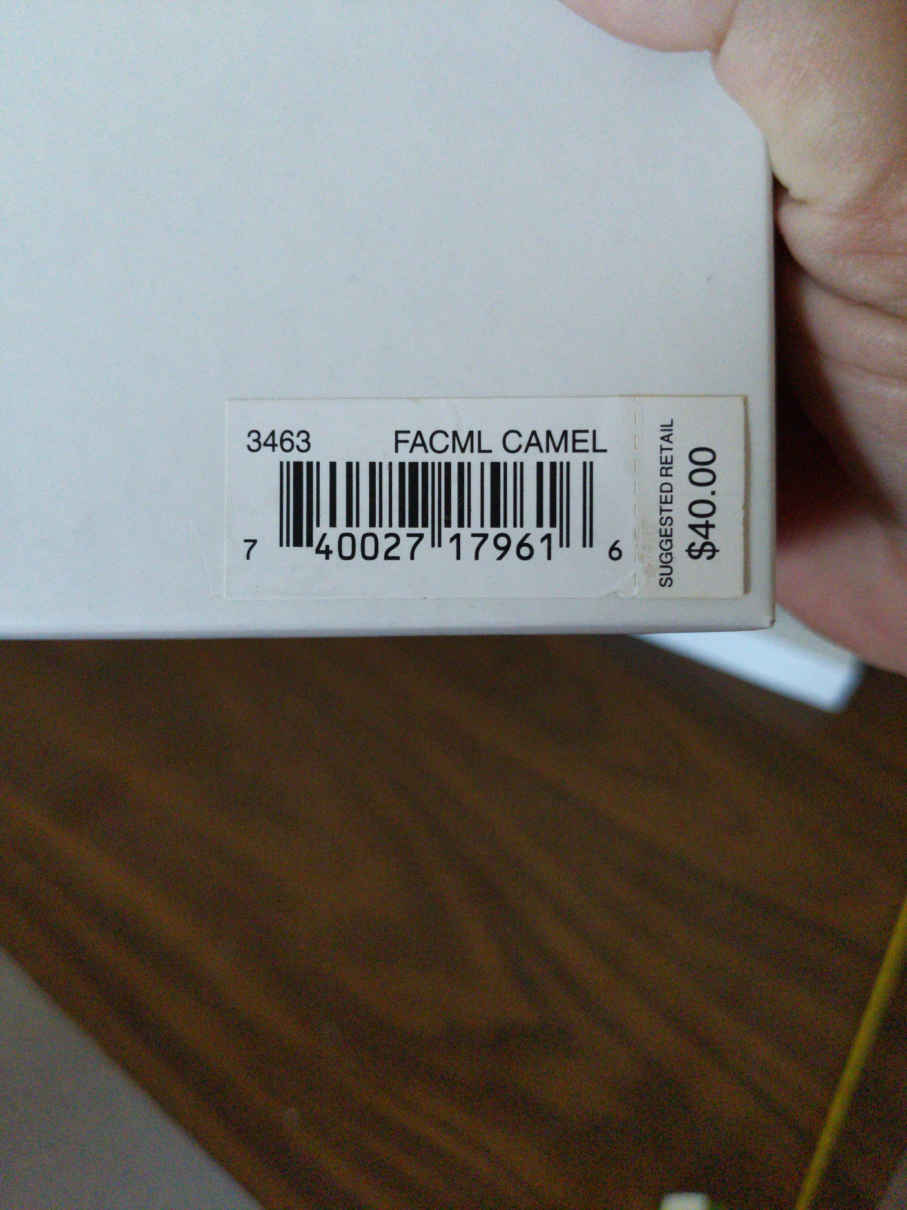 3463 FACML CAMEL
7 40027 17961 6
SUGGESTED RETAIL
$40.00